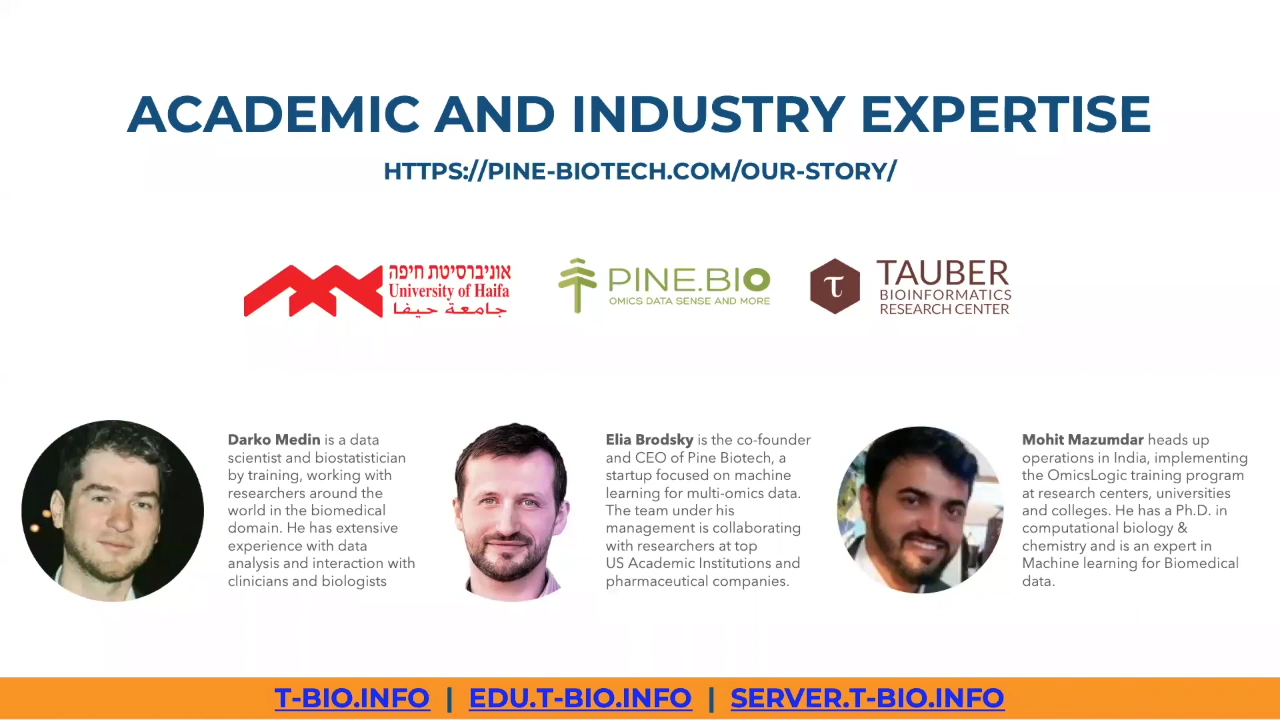 ACADEMIC AND INDUSTRY EXPERTISE
HTTPS://PINE-BIOTECH.COM/OUR-STORY/
אוניברסיטת חיפה
University of Haifa
جامعة حيفا
PINE.BIO
OMICS DATA SENSE AND MORE
τ
TAUBER
BIOINFORMATICS
RESEARCH CENTER
Darko Medin is a data
scientist and biostatistician
by training, working with
researchers around the
world in the biomedical
domain. He has extensive
experience with data
analysis and interaction with
clinicians and biologists
Elia Brodsky is the co-founder
and CEO of Pine Biotech, a
startup focused on machine
learning for multi-omics data.
The team under his
management is collaborating
with researchers at top
US Academic Institutions and
pharmaceutical companies.
Mohit Mazumdar heads up
operations in India, implementing
the OmicsLogic training program
at research centers, universities
and colleges. He has a Ph.D. in
computational biology &
chemistry and is an expert in
Machine learning for Biomedical
data.
T-BIO.INFO | EDU.T-BIO.INFO | SERVER.T-BIO.INFO